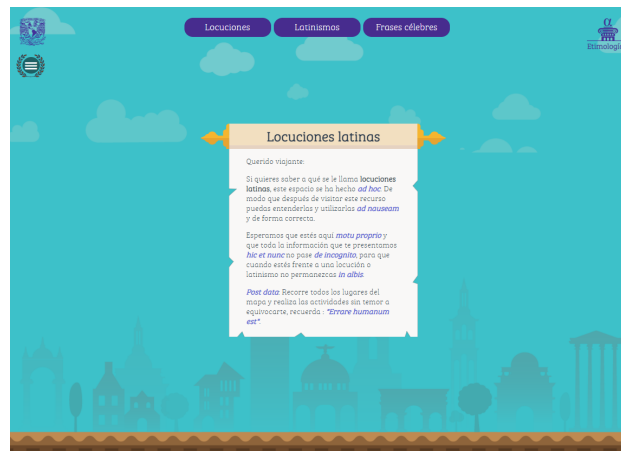 Locuciones
Latinismos
Frases célebres
α
Etimología
Locuciones latinas
Querido viajante:
Si quieres saber a qué se le llama locuciones
latinas, este espacio se ha hecho ad hoc. De
modo que después de visitar este recurso
puedas entenderlas y utilizarlas ad nauseam
y de forma correcta.
Esperamos que estés aquí motu proprio y
que toda la información que te presentamos
hic et nunc no pase de incognito, para que
cuando estés frente a una locución o
latinismo no permanezcas in albis.
Post data: Recorre todos los lugares del
mapa y realiza las actividades sin temor a
equivocarte, recuerda : "Errare humanum
est".